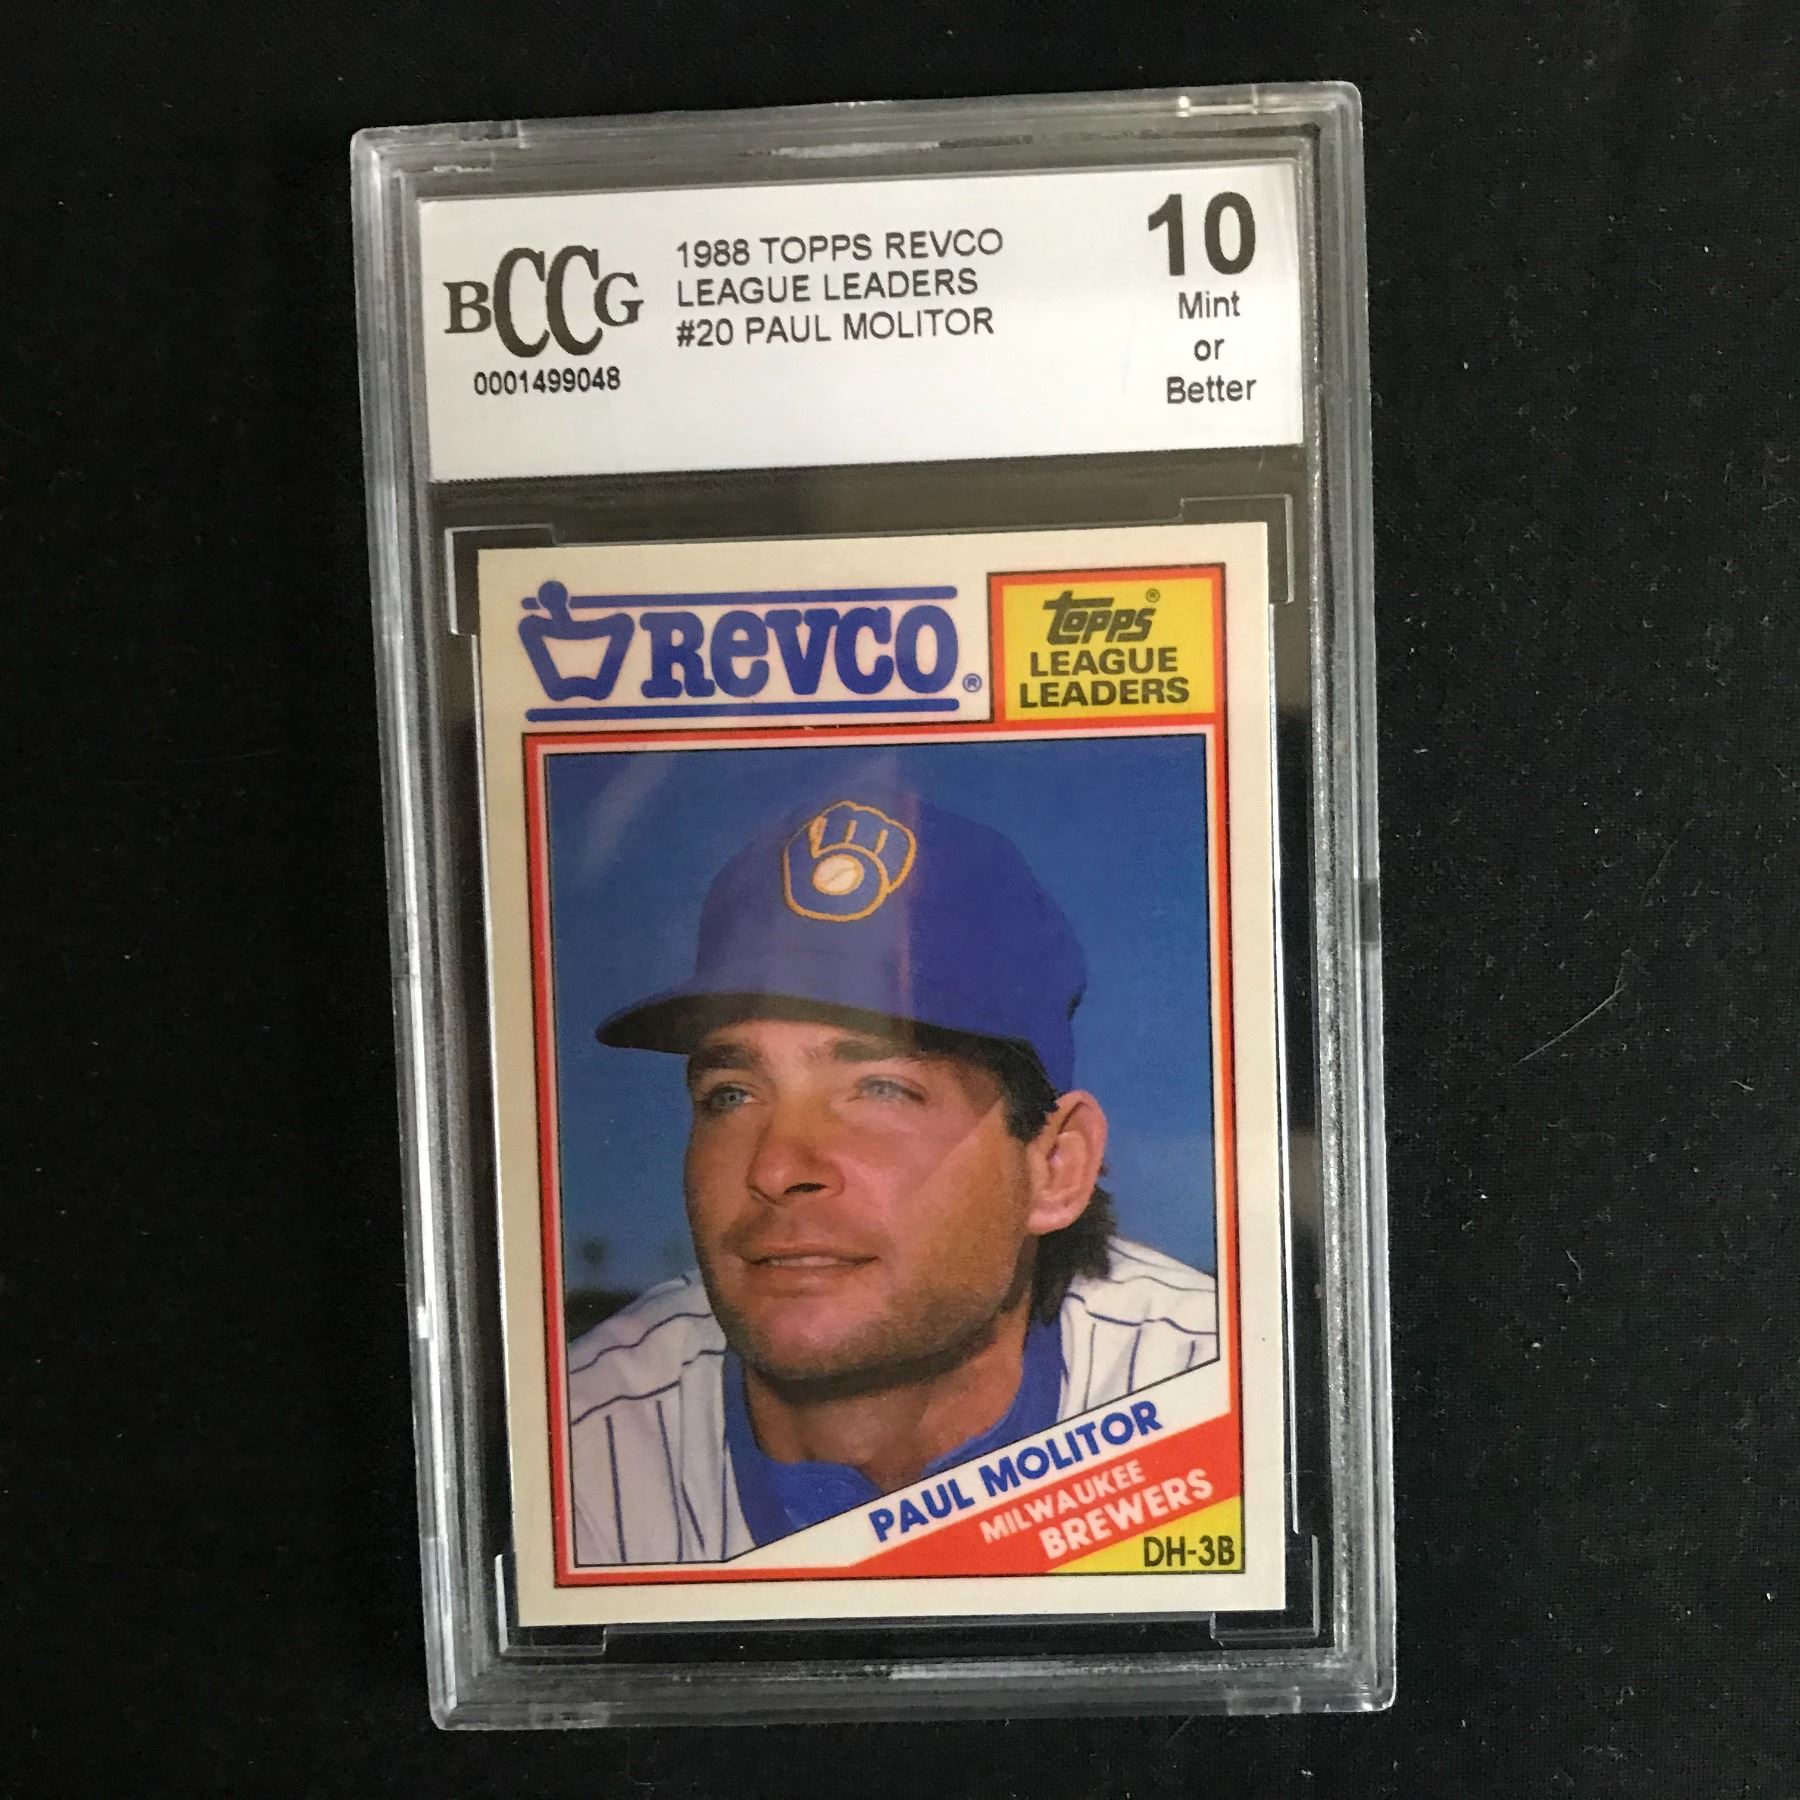 BCCG
0001499048
1988 TOPPS REVCO
LEAGUE LEADERS
#20 PAUL MOLITOR
10
Mint
or
Better
REVCO®
topps®
LEAGUE
LEADERS
PAUL MOLITOR
MILWAUKEE
BREWERS
DH-3B